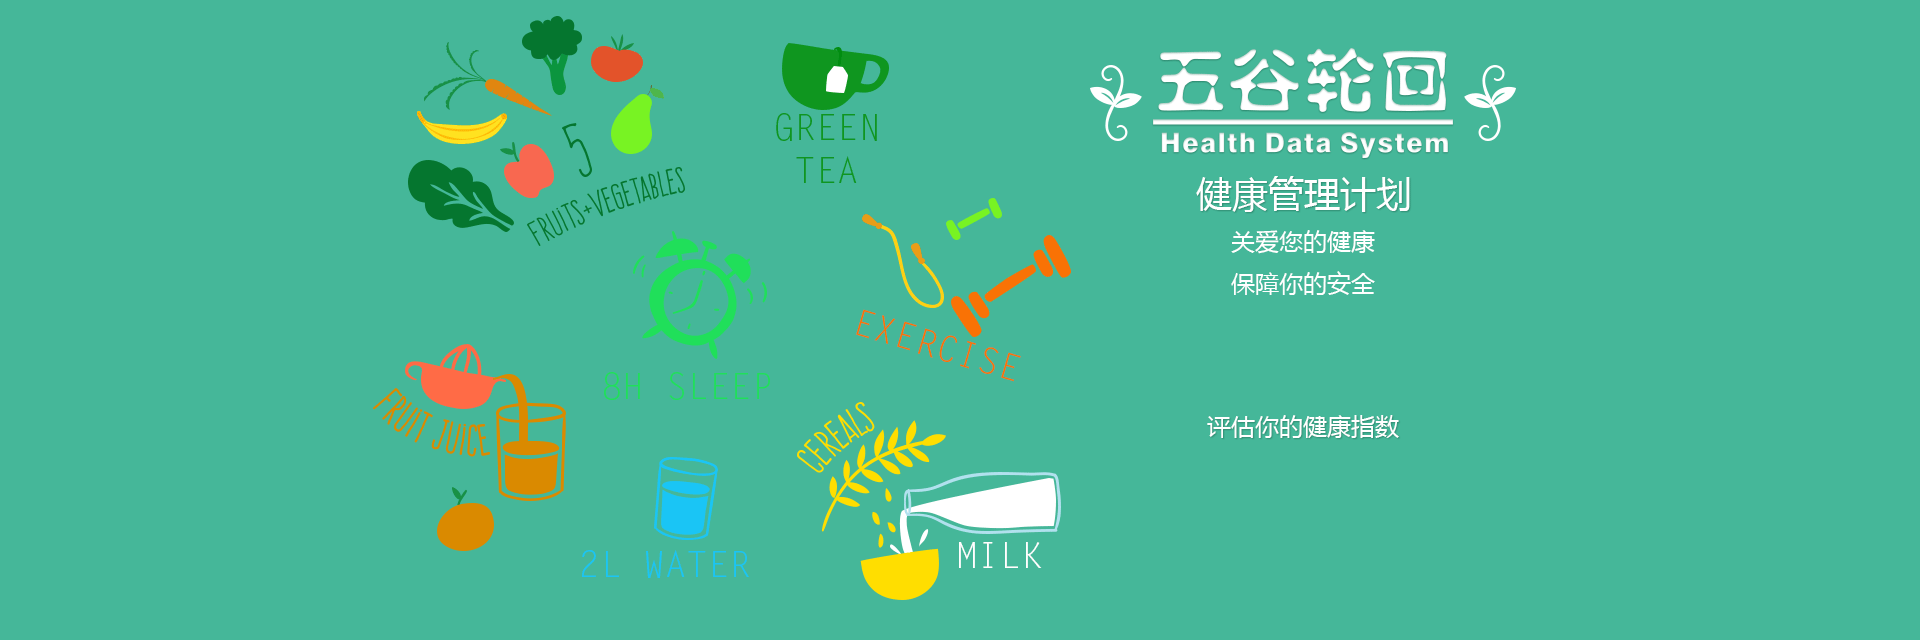 5
FRUITS+VEGETABLES
GREEN
TEA
8H SLEEP
EXERCISE
FRUIT JUICE
2L WATER
CEREALS
MILK
五谷轮回
Health Data System
健康管理计划
关爱您的健康
保障你的安全
评估你的健康指数